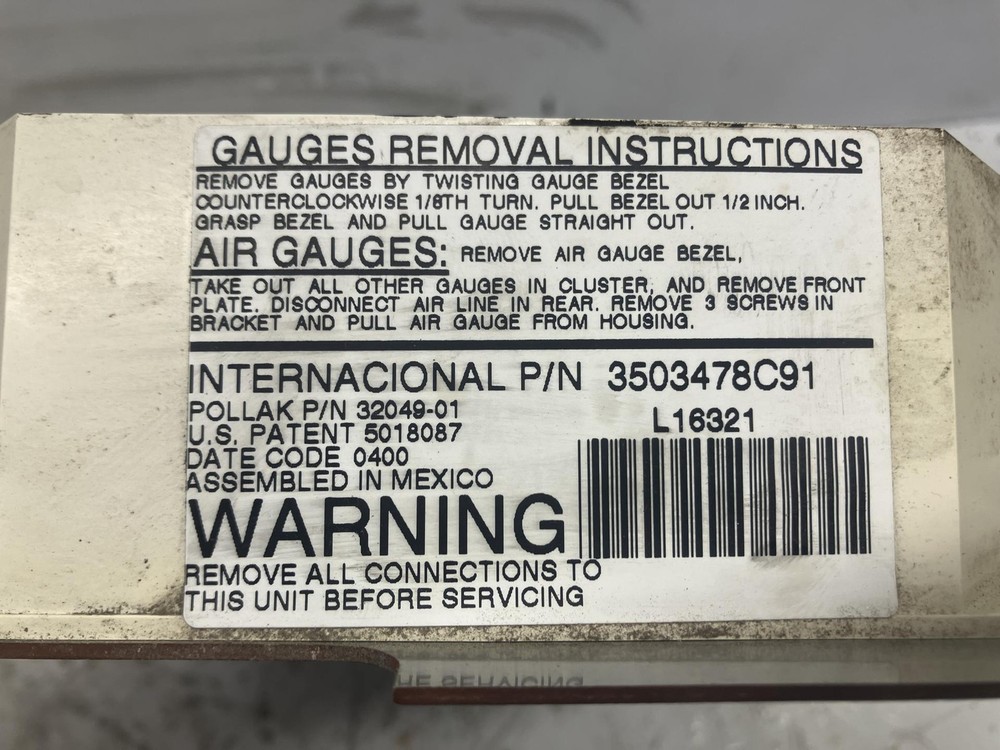 GAUGES REMOVAL INSTRUCTIONS
REMOVE GAUGES BY TWISTING GAUGE BEZEL
COUNTERCLOCKWISE 1/8TH TURN. PULL BEZEL OUT 1/2 INCH.
GRASP BEZEL AND PULL GAUGE STRAIGHT OUT.
AIR GAUGES: REMOVE AIR GAUGE BEZEL,
TAKE OUT ALL OTHER GAUGES IN CLUSTER, AND REMOVE FRONT
PLATE. DISCONNECT AIR LINE IN REAR. REMOVE 3 SCREWS IN
BRACKET AND PULL AIR GAUGE FROM HOUSING.
INTERNACIONAL P/N 3503478C91
POLLAK P/N 32049-01
L16321
U.S. PATENT 5018087
DATE CODE 0400
ASSEMBLED IN MEXICO
WARNING
REMOVE ALL CONNECTIONS TO
THIS UNIT BEFORE SERVICING